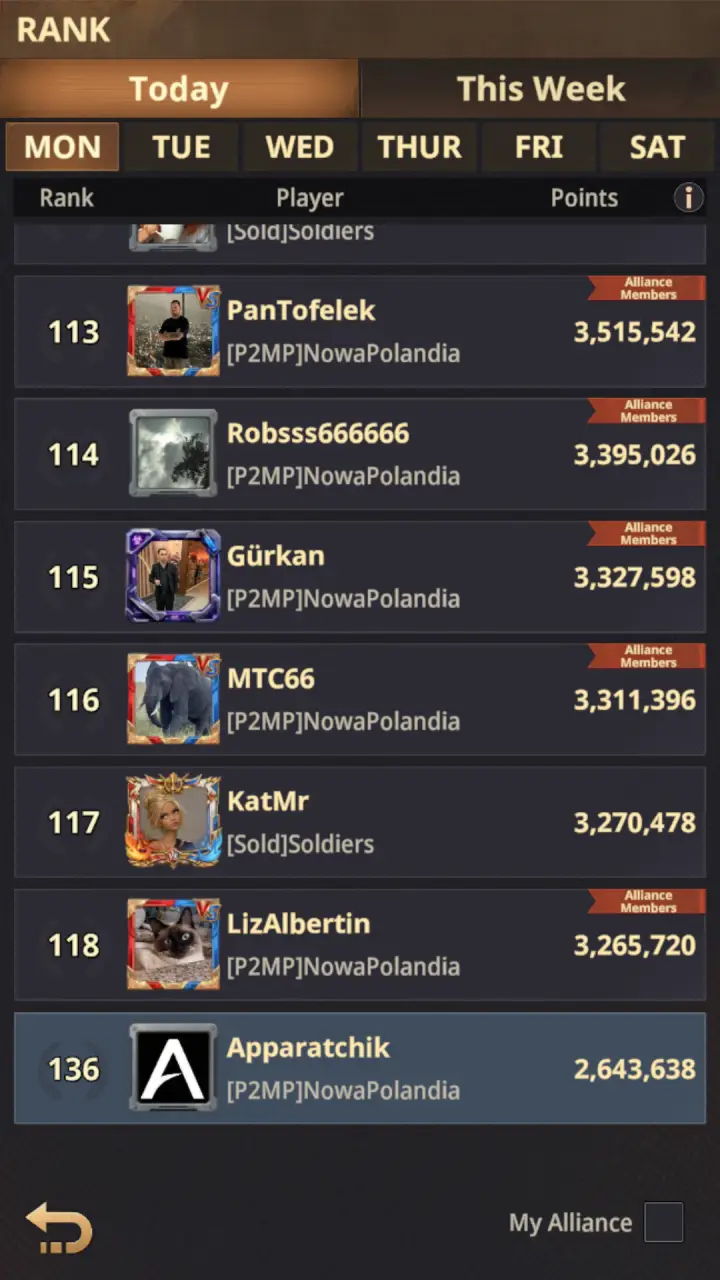 RANK
Today
This Week
MON
TUE
WED
THUR
FRI
SAT
Rank
Player
Points
i
[Sold]Soldiers
113
VS
PanTofelek
[P2MP]NowaPolandia
Alliance
Members
3,515,542
114
Robsss666666
[P2MP]NowaPolandia
Alliance
Members
3,395,026
115
Gürkan
[P2MP]NowaPolandia
Alliance
Members
3,327,598
116
VS
MTC66
[P2MP]NowaPolandia
Alliance
Members
3,311,396
117
KatMr
[Sold]Soldiers
3,270,478
118
VS
LizAlbertin
[P2MP]NowaPolandia
Alliance
Members
3,265,720
136
A
Apparatchik
[P2MP]NowaPolandia
2,643,638
My Alliance